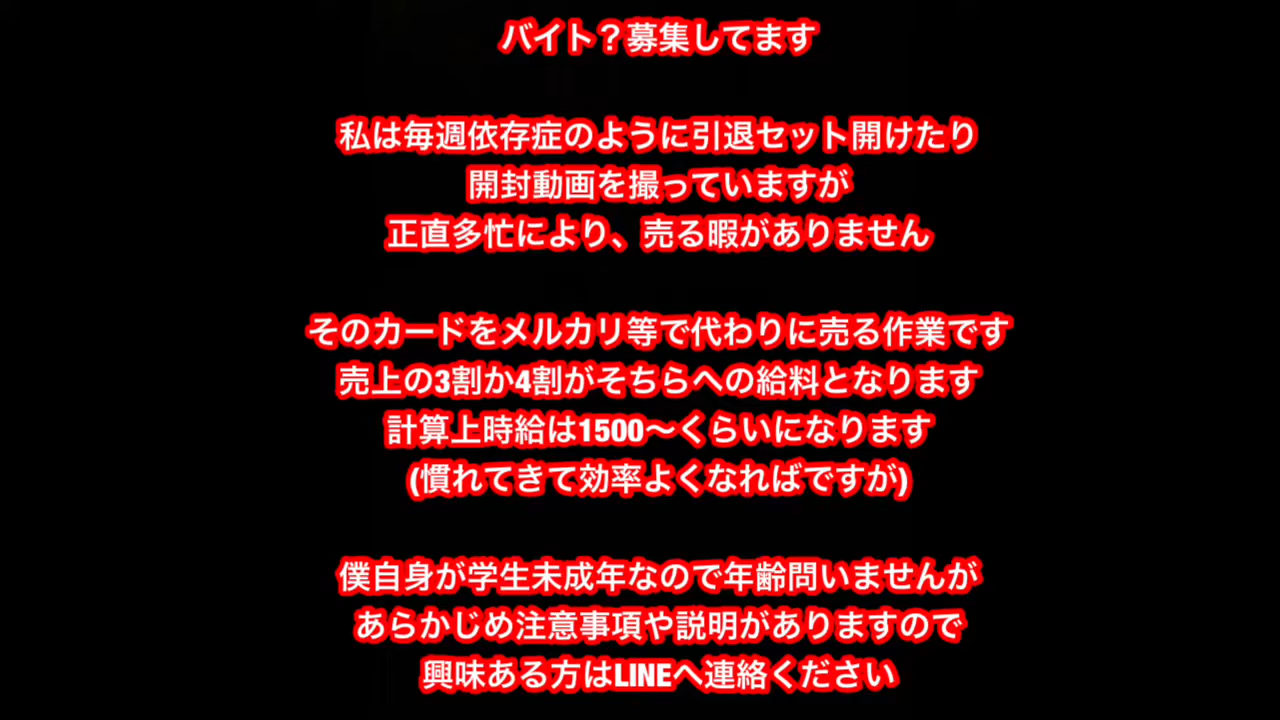 バイト？募集してます
私は毎週依存症のように引退セット開けたり
開封動画を撮っていますが
正直多忙により、売る暇がありません
そのカードをメルカリ等で代わりに売る作業です
売上の3割か4割がそちらへの給料となります
計算上時給は1500〜くらいになります
(慣れてきて効率よくなればですが)
僕自身が学生未成年なので年齢問いませんが
あらかじめ注意事項や説明がありますので
興味ある方はLINEへ連絡ください